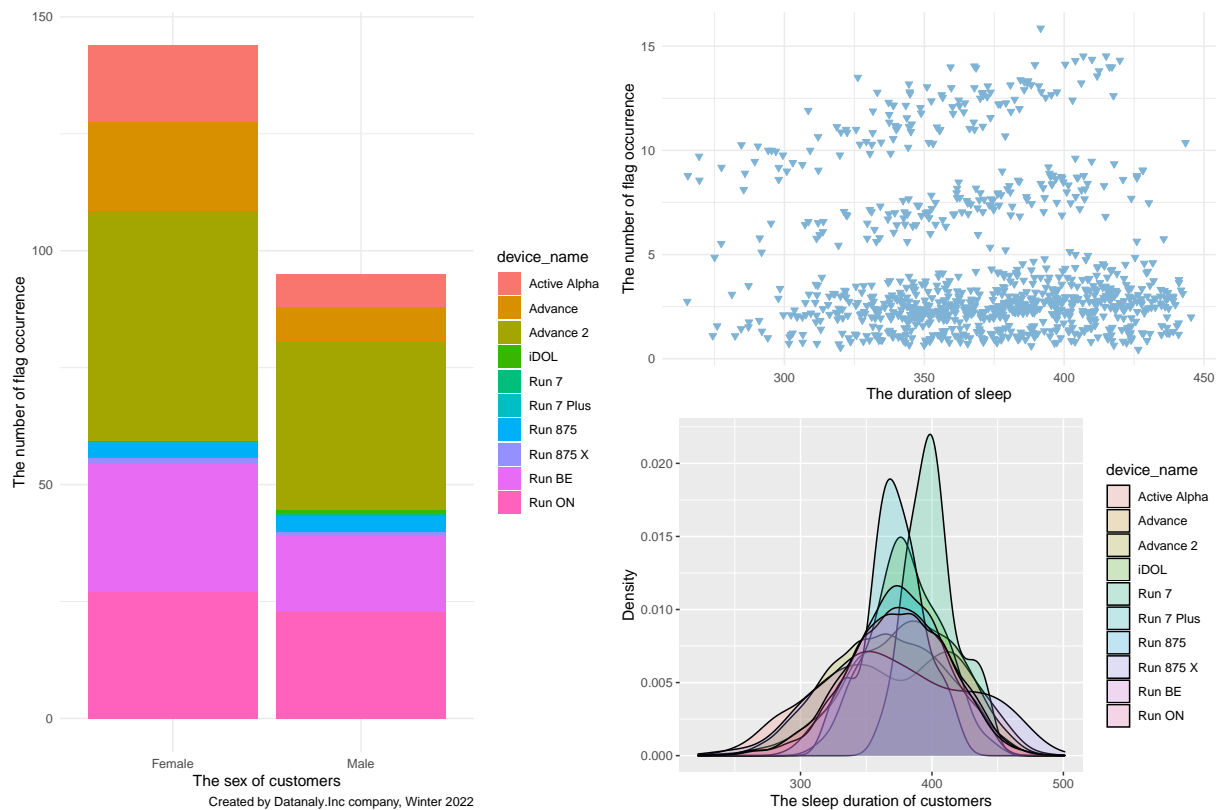 150
100
50
0
The number of flag occurrence
Female
Male
The sex of customers
Created by Datanaly.Inc company, Winter 2022
device_name
Active Alpha
Advance
Advance 2
iDOL
Run 7
Run 7 Plus
Run 875
Run 875 X
Run BE
Run ON
15
10
5
0
The number of flag occurrence
300
350
400
450
The duration of sleep
0.020
0.015
0.010
0.005
0.000
Density
300
400
500
The sleep duration of customers
device_name
Active Alpha
Advance
Advance 2
iDOL
Run 7
Run 7 Plus
Run 875
Run 875 X
Run BE
Run ON